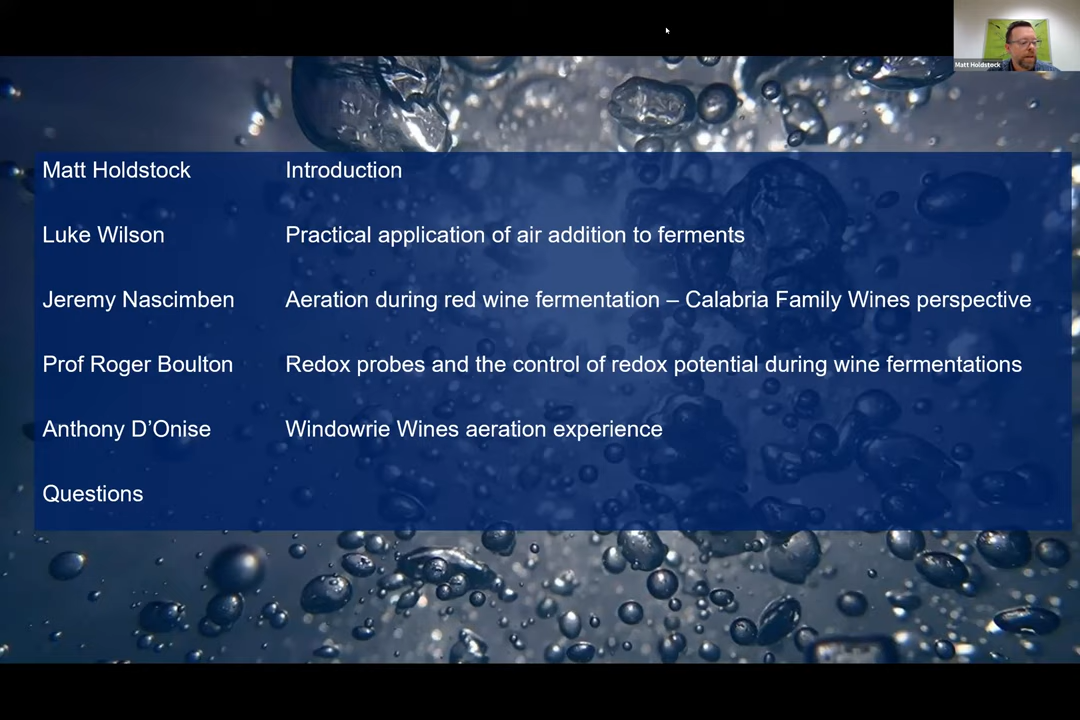 Matt Holdstock
Matt Holdstock Introduction
Luke Wilson Practical application of air addition to ferments
Jeremy Nascimben Aeration during red wine fermentation – Calabria Family Wines perspective
Prof Roger Boulton Redox probes and the control of redox potential during wine fermentations
Anthony D’Onise Windowrie Wines aeration experience
Questions